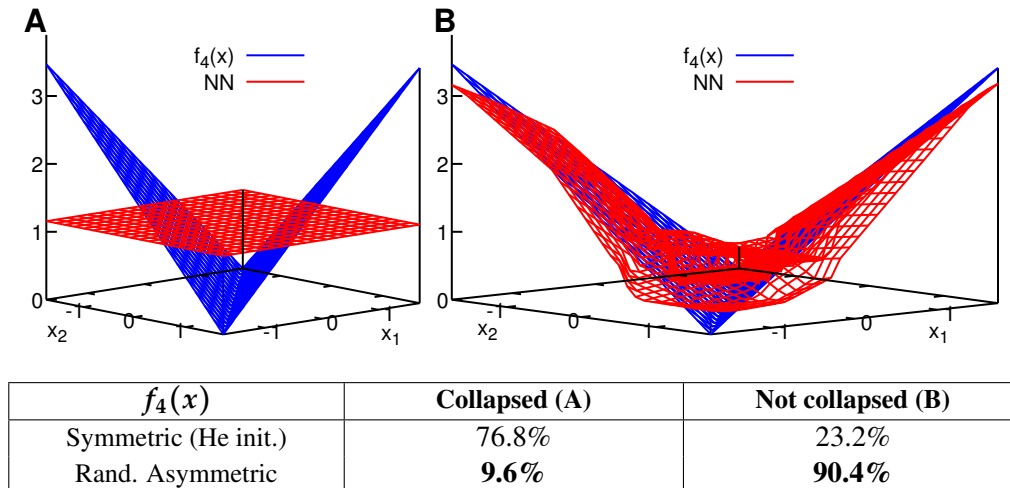 A
f₄(x)
NN
3
2
1
0
-1
0
1
x₂
-1
0
1
x₁
B
f₄(x)
NN
3
2
1
0
-1
0
1
x₂
-1
0
1
x₁
f₄(x) Collapsed (A) Not collapsed (B)
Symmetric (He init.) 76.8% 23.2%
Rand. Asymmetric 9.6% 90.4%